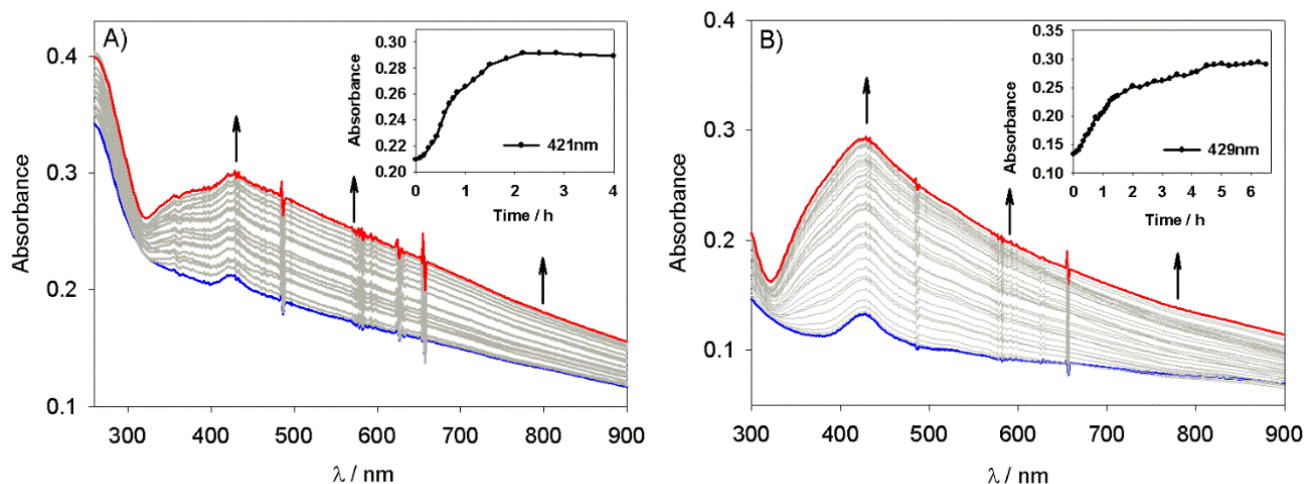 A)
0.4
0.3
0.2
0.1
Absorbance
300 400 500 600 700 800 900
λ / nm
0.30
0.28
0.26
0.24
0.22
0.20
Absorbance
421nm
0 1 2 3 4
Time / h
B)
0.4
0.3
0.2
0.1
Absorbance
300 400 500 600 700 800 900
λ / nm
0.35
0.30
0.25
0.20
0.15
0.10
Absorbance
429nm
0 1 2 3 4 5 6
Time / h